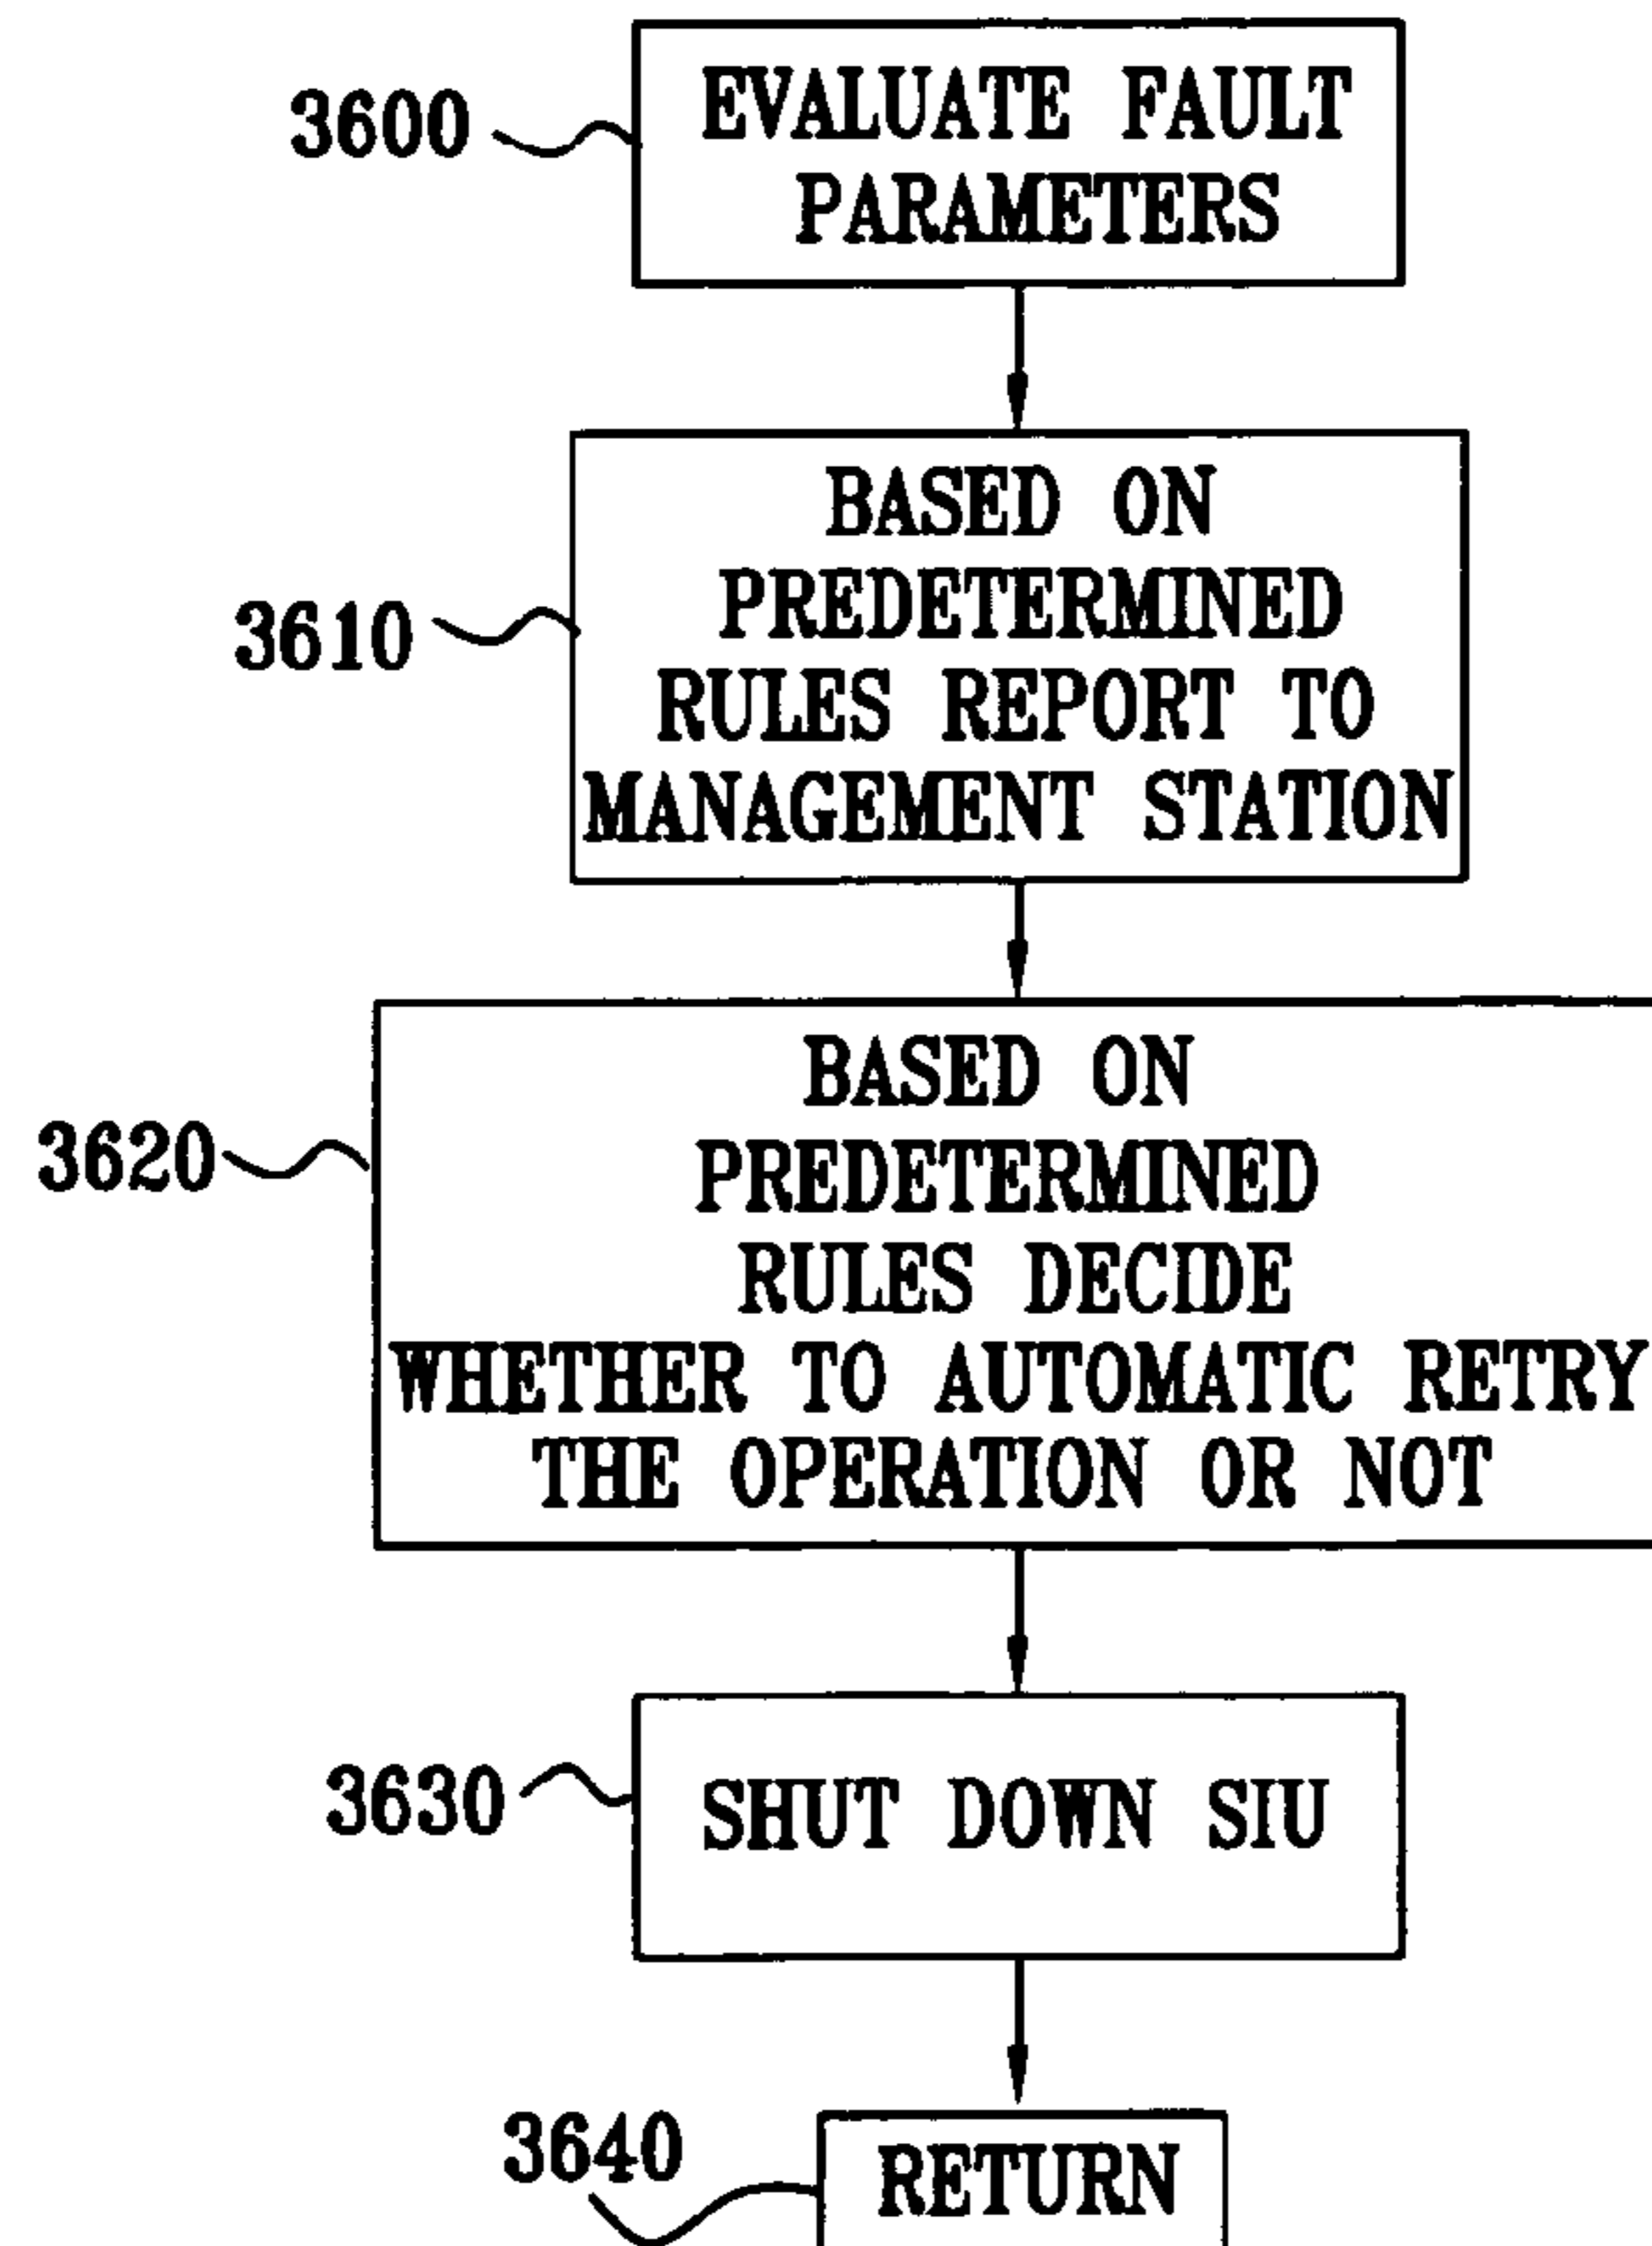 3600
EVALUATE FAULT
PARAMETERS
3610
BASED ON
PREDETERMINED
RULES REPORT TO
MANAGEMENT STATION
3620
BASED ON
PREDETERMINED
RULES DECIDE
WHETHER TO AUTOMATIC RETRY
THE OPERATION OR NOT
3630
SHUT DOWN SIU
3640
RETURN